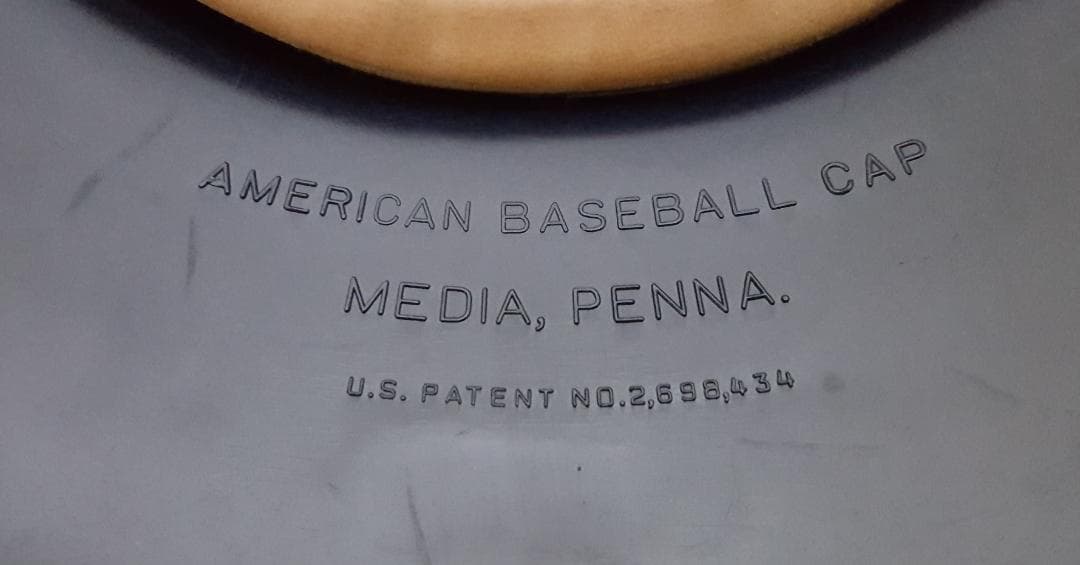 AMERICAN BASEBALL CAP
MEDIA, PENNA.
U.S. PATENT NO.2,698,434